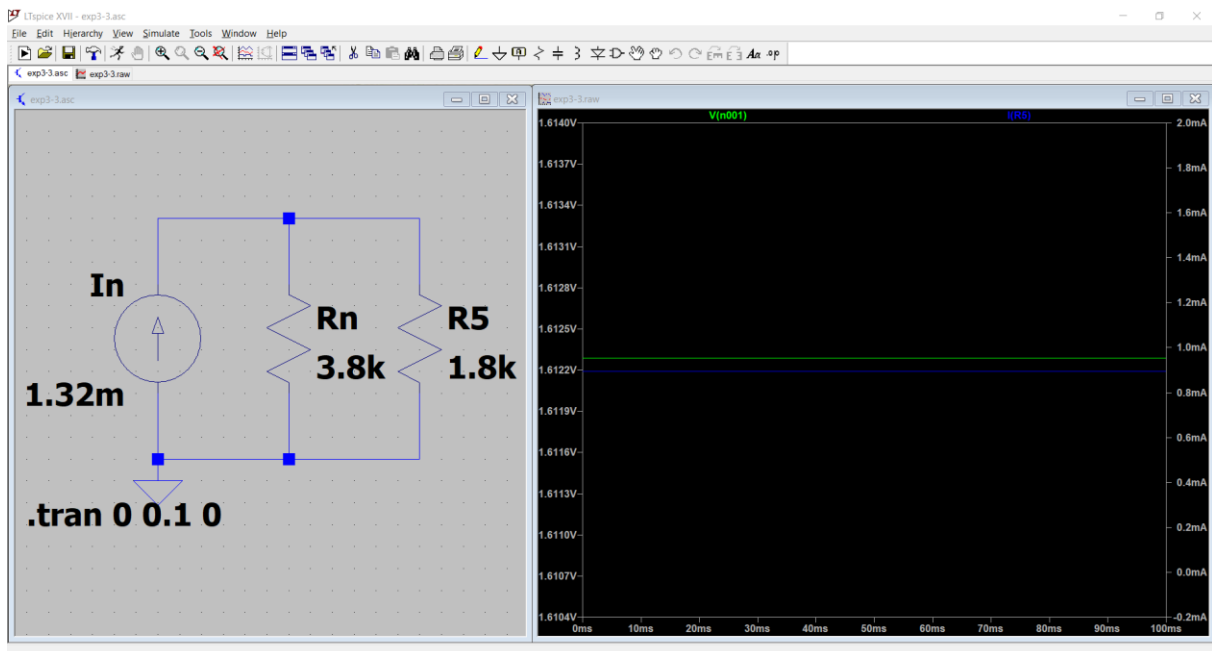 LTspice XVII - exp3-3.asc
File Edit Hierarchy View Simulate Tools Window Help
exp3-3.asc exp3-3.raw
exp3-3.asc
In
1.32m
Rn
3.8k
R5
1.8k
.tran 0 0.1 0
exp3-3.raw
V(n001) I(R5)
1.6140V 2.0mA
1.6137V 1.8mA
1.6134V 1.6mA
1.6131V 1.4mA
1.6128V 1.2mA
1.6125V 1.0mA
1.6122V 0.8mA
1.6119V 0.6mA
1.6116V 0.4mA
1.6113V 0.2mA
1.6110V 0.0mA
1.6107V -0.2mA
1.6104V
0ms 10ms 20ms 30ms 40ms 50ms 60ms 70ms 80ms 90ms 100ms